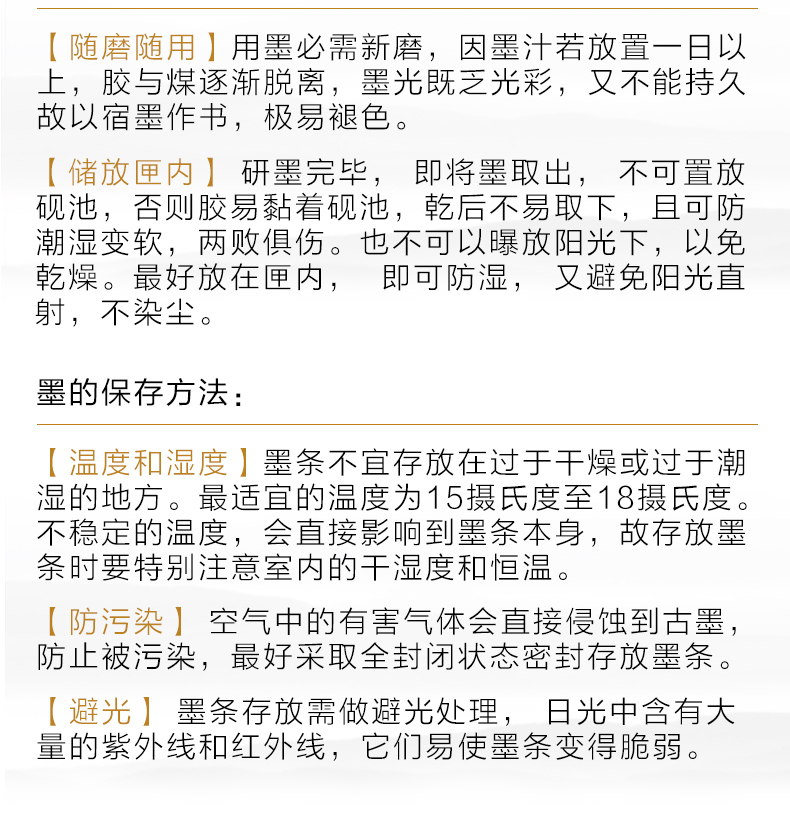 【随磨随用】用墨必需新磨，因墨汁若放置一日以
上，胶与煤逐渐脱离，墨光既乏光彩，又不能持久
故以宿墨作书，极易褪色。
【储放匣内】 研墨完毕， 即将墨取出， 不可置放
砚池，否则胶易黏着砚池，乾后不易取下，且可防
潮湿变软，两败俱伤。也不可以曝放阳光下，以免
乾燥。最好放在匣内， 即可防湿， 又避免阳光直
射，不染尘。
墨的保存方法：
【温度和湿度】墨条不宜存放在过于干燥或过于潮
湿的地方。最适宜的温度为15摄氏度至18摄氏度。
不稳定的温度，会直接影响到墨条本身，故存放墨
条时要特别注意室内的干湿度和恒温。
【防污染】 空气中的有害气体会直接侵蚀到古墨，
防止被污染，最好采取全封闭状态密封存放墨条。
【避光】 墨条存放需做避光处理， 日光中含有大
量的紫外线和红外线，它们易使墨条变得脆弱。